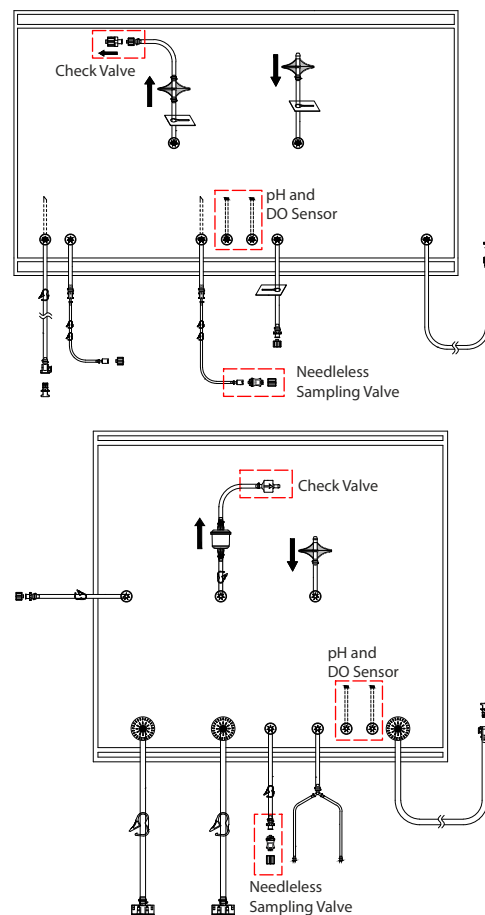 Check Valve
pH and
DO Sensor
Needleless
Sampling Valve
Check Valve
pH and
DO Sensor
Needleless
Sampling Valve